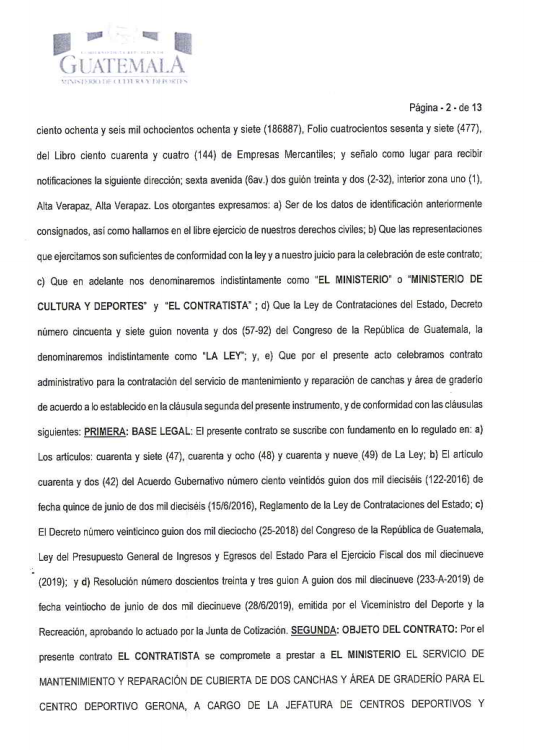 GUATEMALA
MINISTERIO DE CULTURA Y DEPORTES
Página - 2 - de 13
ciento ochenta y seis mil ochocientos ochenta y siete (186887), Folio cuatrocientos sesenta y siete (477),
del Libro ciento cuarenta y cuatro (144) de Empresas Mercantiles; y señalo como lugar para recibir
notificaciones la siguiente dirección; sexta avenida (6av.) dos guión treinta y dos (2-32), interior zona uno (1),
Alta Verapaz, Alta Verapaz. Los otorgantes expresamos: a) Ser de los datos de identificación anteriormente
consignados, así como hallarnos en el libre ejercicio de nuestros derechos civiles; b) Que las representaciones
que ejercitamos son suficientes de conformidad con la ley y a nuestro juicio para la celebración de este contrato;
c) Que en adelante nos denominaremos indistintamente como "EL MINISTERIO" o "MINISTERIO DE
CULTURA Y DEPORTES" y "EL CONTRATISTA" ; d) Que la Ley de Contrataciones del Estado, Decreto
número cincuenta y siete guion noventa y dos (57-92) del Congreso de la República de Guatemala, la
denominaremos indistintamente como "LA LEY"; y, e) Que por el presente acto celebramos contrato
administrativo para la contratación del servicio de mantenimiento y reparación de canchas y área de graderío
de acuerdo a lo establecido en la cláusula segunda del presente instrumento, y de conformidad con las cláusulas
siguientes: PRIMERA: BASE LEGAL: El presente contrato se suscribe con fundamento en lo regulado en: a)
Los artículos: cuarenta y siete (47), cuarenta y ocho (48) y cuarenta y nueve (49) de La Ley; b) El artículo
cuarenta y dos (42) del Acuerdo Gubernativo número ciento veintidós guion dos mil dieciséis (122-2016) de
fecha quince de junio de dos mil dieciséis (15/6/2016), Reglamento de la Ley de Contrataciones del Estado; c)
El Decreto número veinticinco guion dos mil dieciocho (25-2018) del Congreso de la República de Guatemala,
Ley del Presupuesto General de Ingresos y Egresos del Estado Para el Ejercicio Fiscal dos mil diecinueve
(2019); y d) Resolución número doscientos treinta y tres guion A guion dos mil diecinueve (233-A-2019) de
fecha veintiocho de junio de dos mil diecinueve (28/6/2019), emitida por el Viceministro del Deporte y la
Recreación, aprobando lo actuado por la Junta de Cotización. SEGUNDA: OBJETO DEL CONTRATO: Por el
presente contrato EL CONTRATISTA se compromete a prestar a EL MINISTERIO EL SERVICIO DE
MANTENIMIENTO Y REPARACIÓN DE CUBIERTA DE DOS CANCHAS Y ÁREA DE GRADERÍO PARA EL
CENTRO DEPORTIVO GERONA, A CARGO DE LA JEFATURA DE CENTROS DEPORTIVOS Y